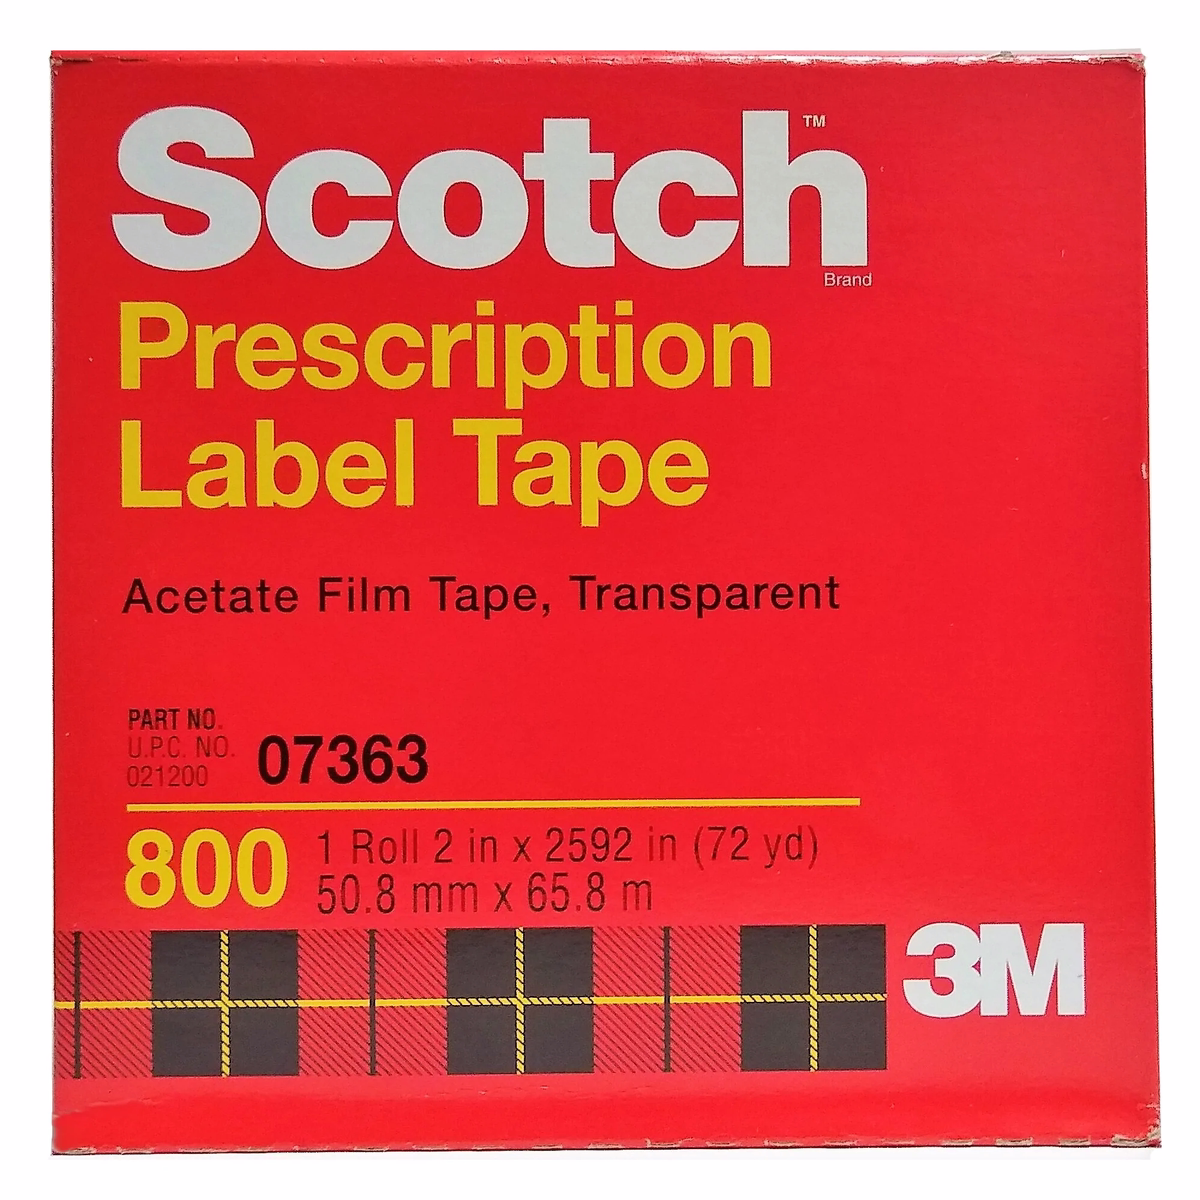 Scotch™
Brand
Prescription
Label Tape
Acetate Film Tape, Transparent
PART NO.
U.P.C. NO.
021200
07363
800
1 Roll 2 in x 2592 in (72 yd)
50.8 mm x 65.8 m
3M